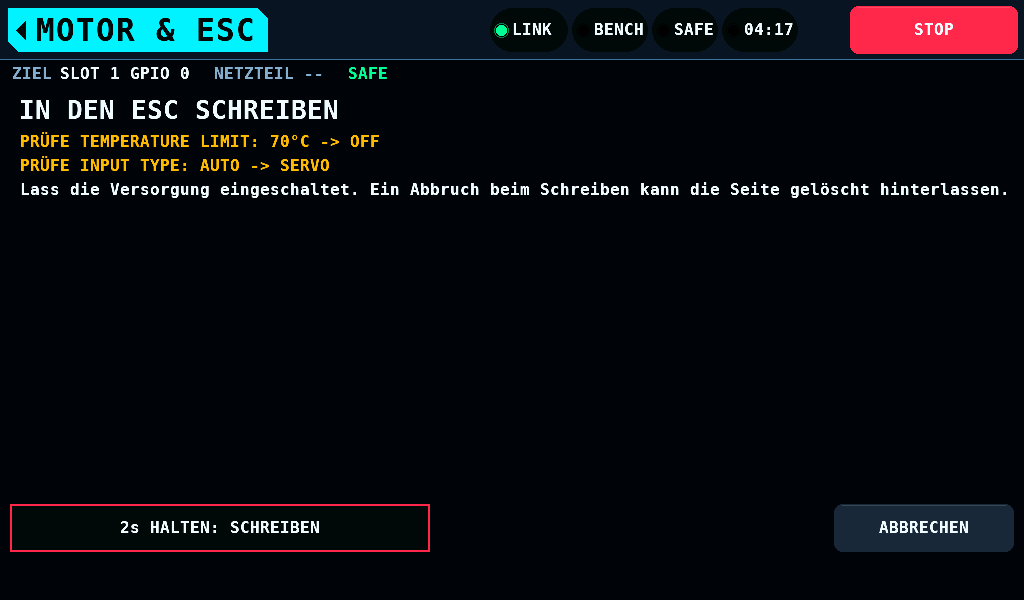 MOTOR & ESC
LINK BENCH SAFE 04:17 STOP
ZIEL SLOT 1 GPIO 0 NETZTEIL -- SAFE
IN DEN ESC SCHREIBEN
PRÜFE TEMPERATURE LIMIT: 70°C -> OFF
PRÜFE INPUT TYPE: AUTO -> SERVO
Lass die Versorgung eingeschaltet. Ein Abbruch beim Schreiben kann die Seite gelöscht hinterlassen.
2s HALTEN: SCHREIBEN ABBRECHEN